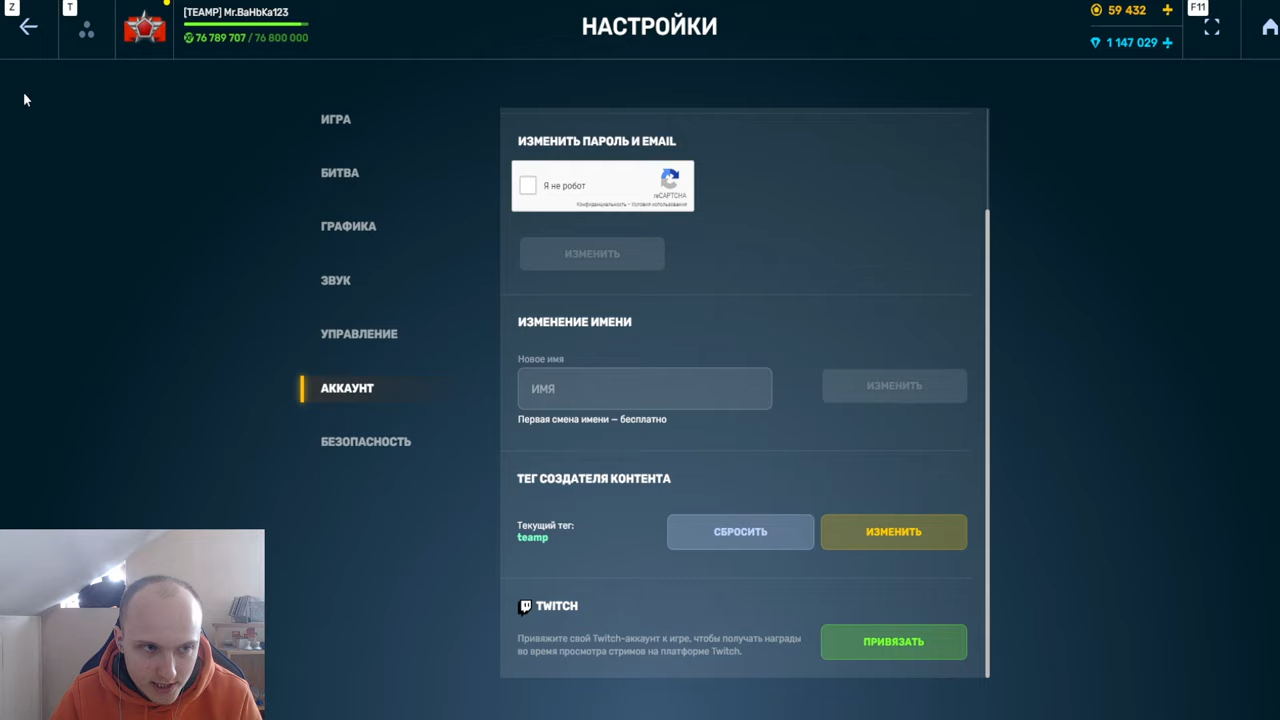 Z
T
[TEAMP] Mr.BaHbKa123
76 789 707 / 76 800 000
НАСТРОЙКИ
59 432 +
1 147 029 +
F11
ИГРА
БИТВА
ГРАФИКА
ЗВУК
УПРАВЛЕНИЕ
АККАУНТ
БЕЗОПАСНОСТЬ
ИЗМЕНИТЬ ПАРОЛЬ И EMAIL
Я не робот
reCAPTCHA
Конфиденциальность - Условия использования
ИЗМЕНИТЬ
ИЗМЕНЕНИЕ ИМЕНИ
Новое имя
ИМЯ
ИЗМЕНИТЬ
Первая смена имени — бесплатно
ТЕГ СОЗДАТЕЛЯ КОНТЕНТА
Текущий тег:
teamp
СБРОСИТЬ
ИЗМЕНИТЬ
TWITCH
Привяжите свой Twitch-аккаунт к игре, чтобы получать награды
во время просмотра стримов на платформе Twitch.
ПРИВЯЗАТЬ